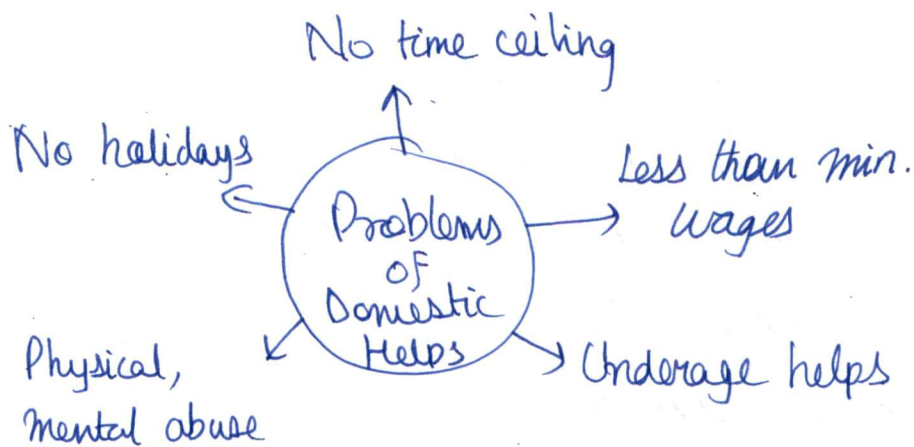 No time ceiling
No holidays
Less than min.
wages
Problems
of
Domestic
Helps
Physical,
mental abuse
Underage helps